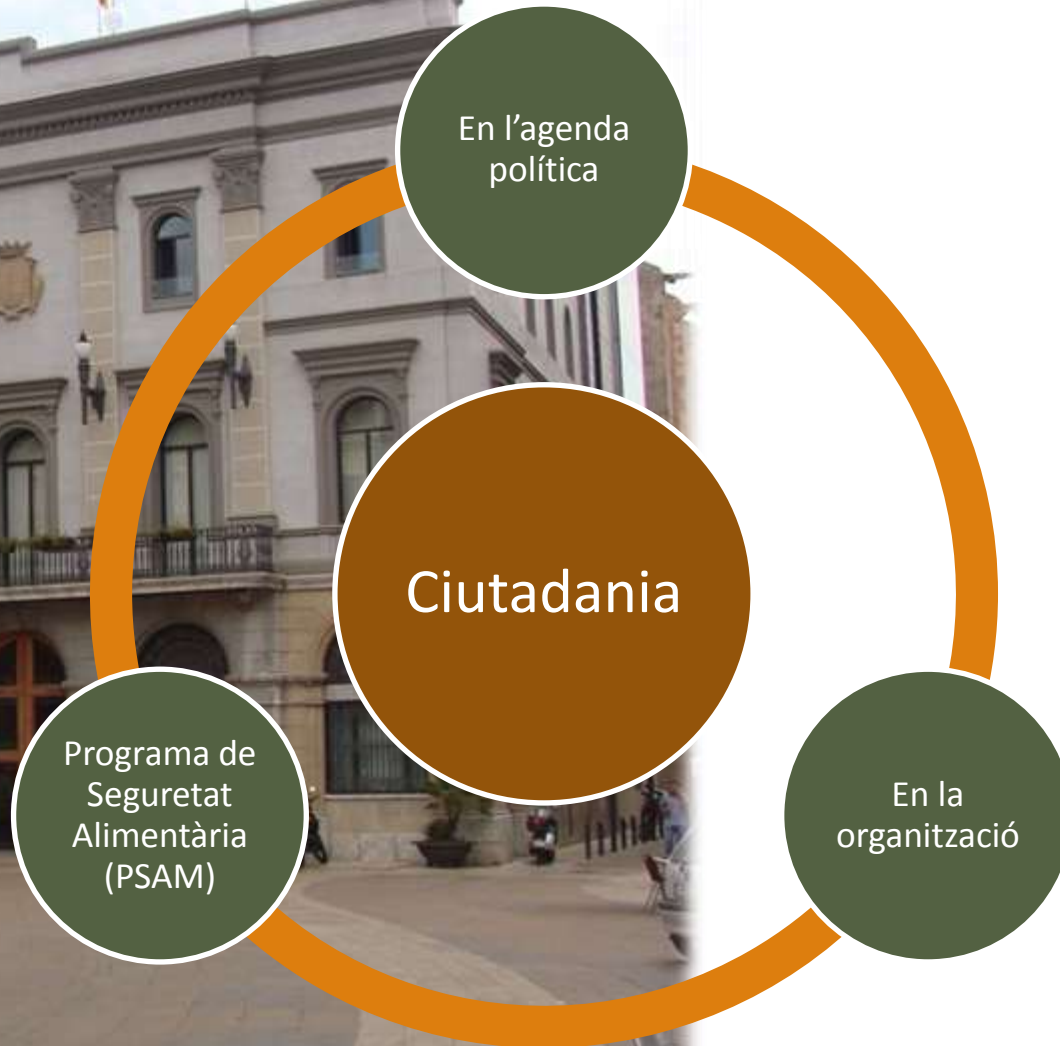 En l’agenda
política
Ciutadania
Programa de
Seguretat
Alimentària
(PSAM)
En la
organització